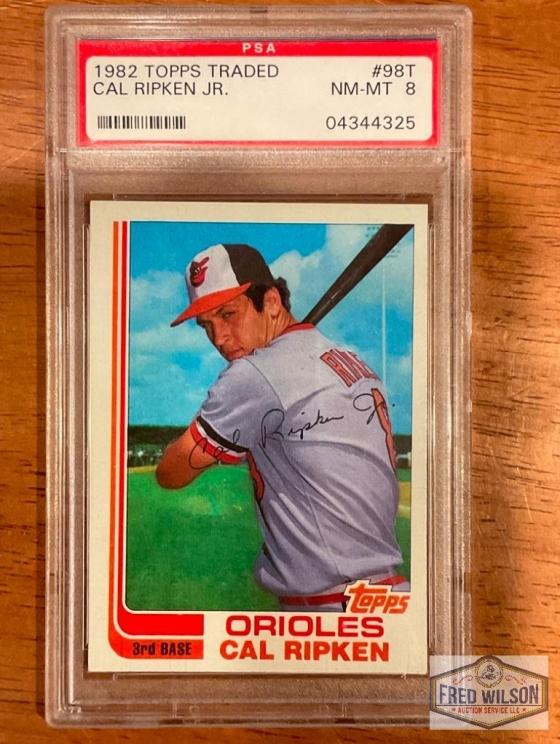 PSA
1982 TOPPS TRADED #98T
CAL RIPKEN JR. NM-MT 8
04344325
Cal Ripken Jr.
topps
ORIOLES
3rd BASE CAL RIPKEN
FRED WILSON
AUCTION SERVICE LLC